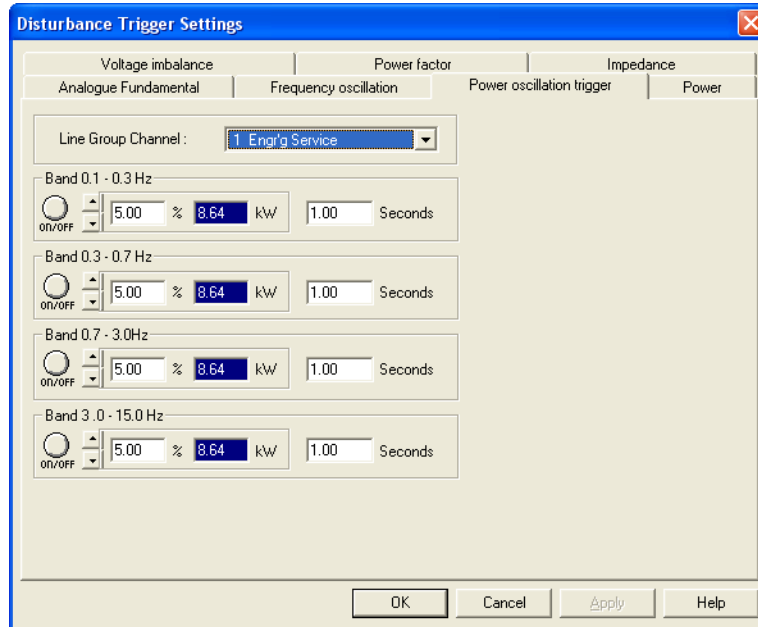 Disturbance Trigger Settings
Voltage imbalance Power factor Impedance
Analogue Fundamental Frequency oscillation Power oscillation trigger Power
Line Group Channel : 1 Engr'g Service
Band 0.1 - 0.3 Hz
ON/OFF 5.00 % 8.64 kW 1.00 Seconds
Band 0.3 - 0.7 Hz
ON/OFF 5.00 % 8.64 kW 1.00 Seconds
Band 0.7 - 3.0Hz
ON/OFF 5.00 % 8.64 kW 1.00 Seconds
Band 3 .0 - 15.0 Hz
ON/OFF 5.00 % 8.64 kW 1.00 Seconds
OK Cancel Apply Help